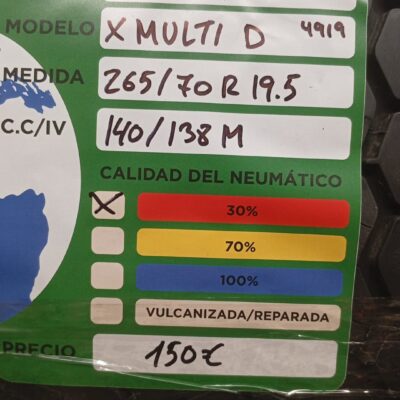 MODELO X MULTI D 4919
MEDIDA 265/70 R 19.5
C.C/IV 140/138 M
CALIDAD DEL NEUMÁTICO
X 30%
70%
100%
VULCANIZADA/REPARADA
PRECIO 150€